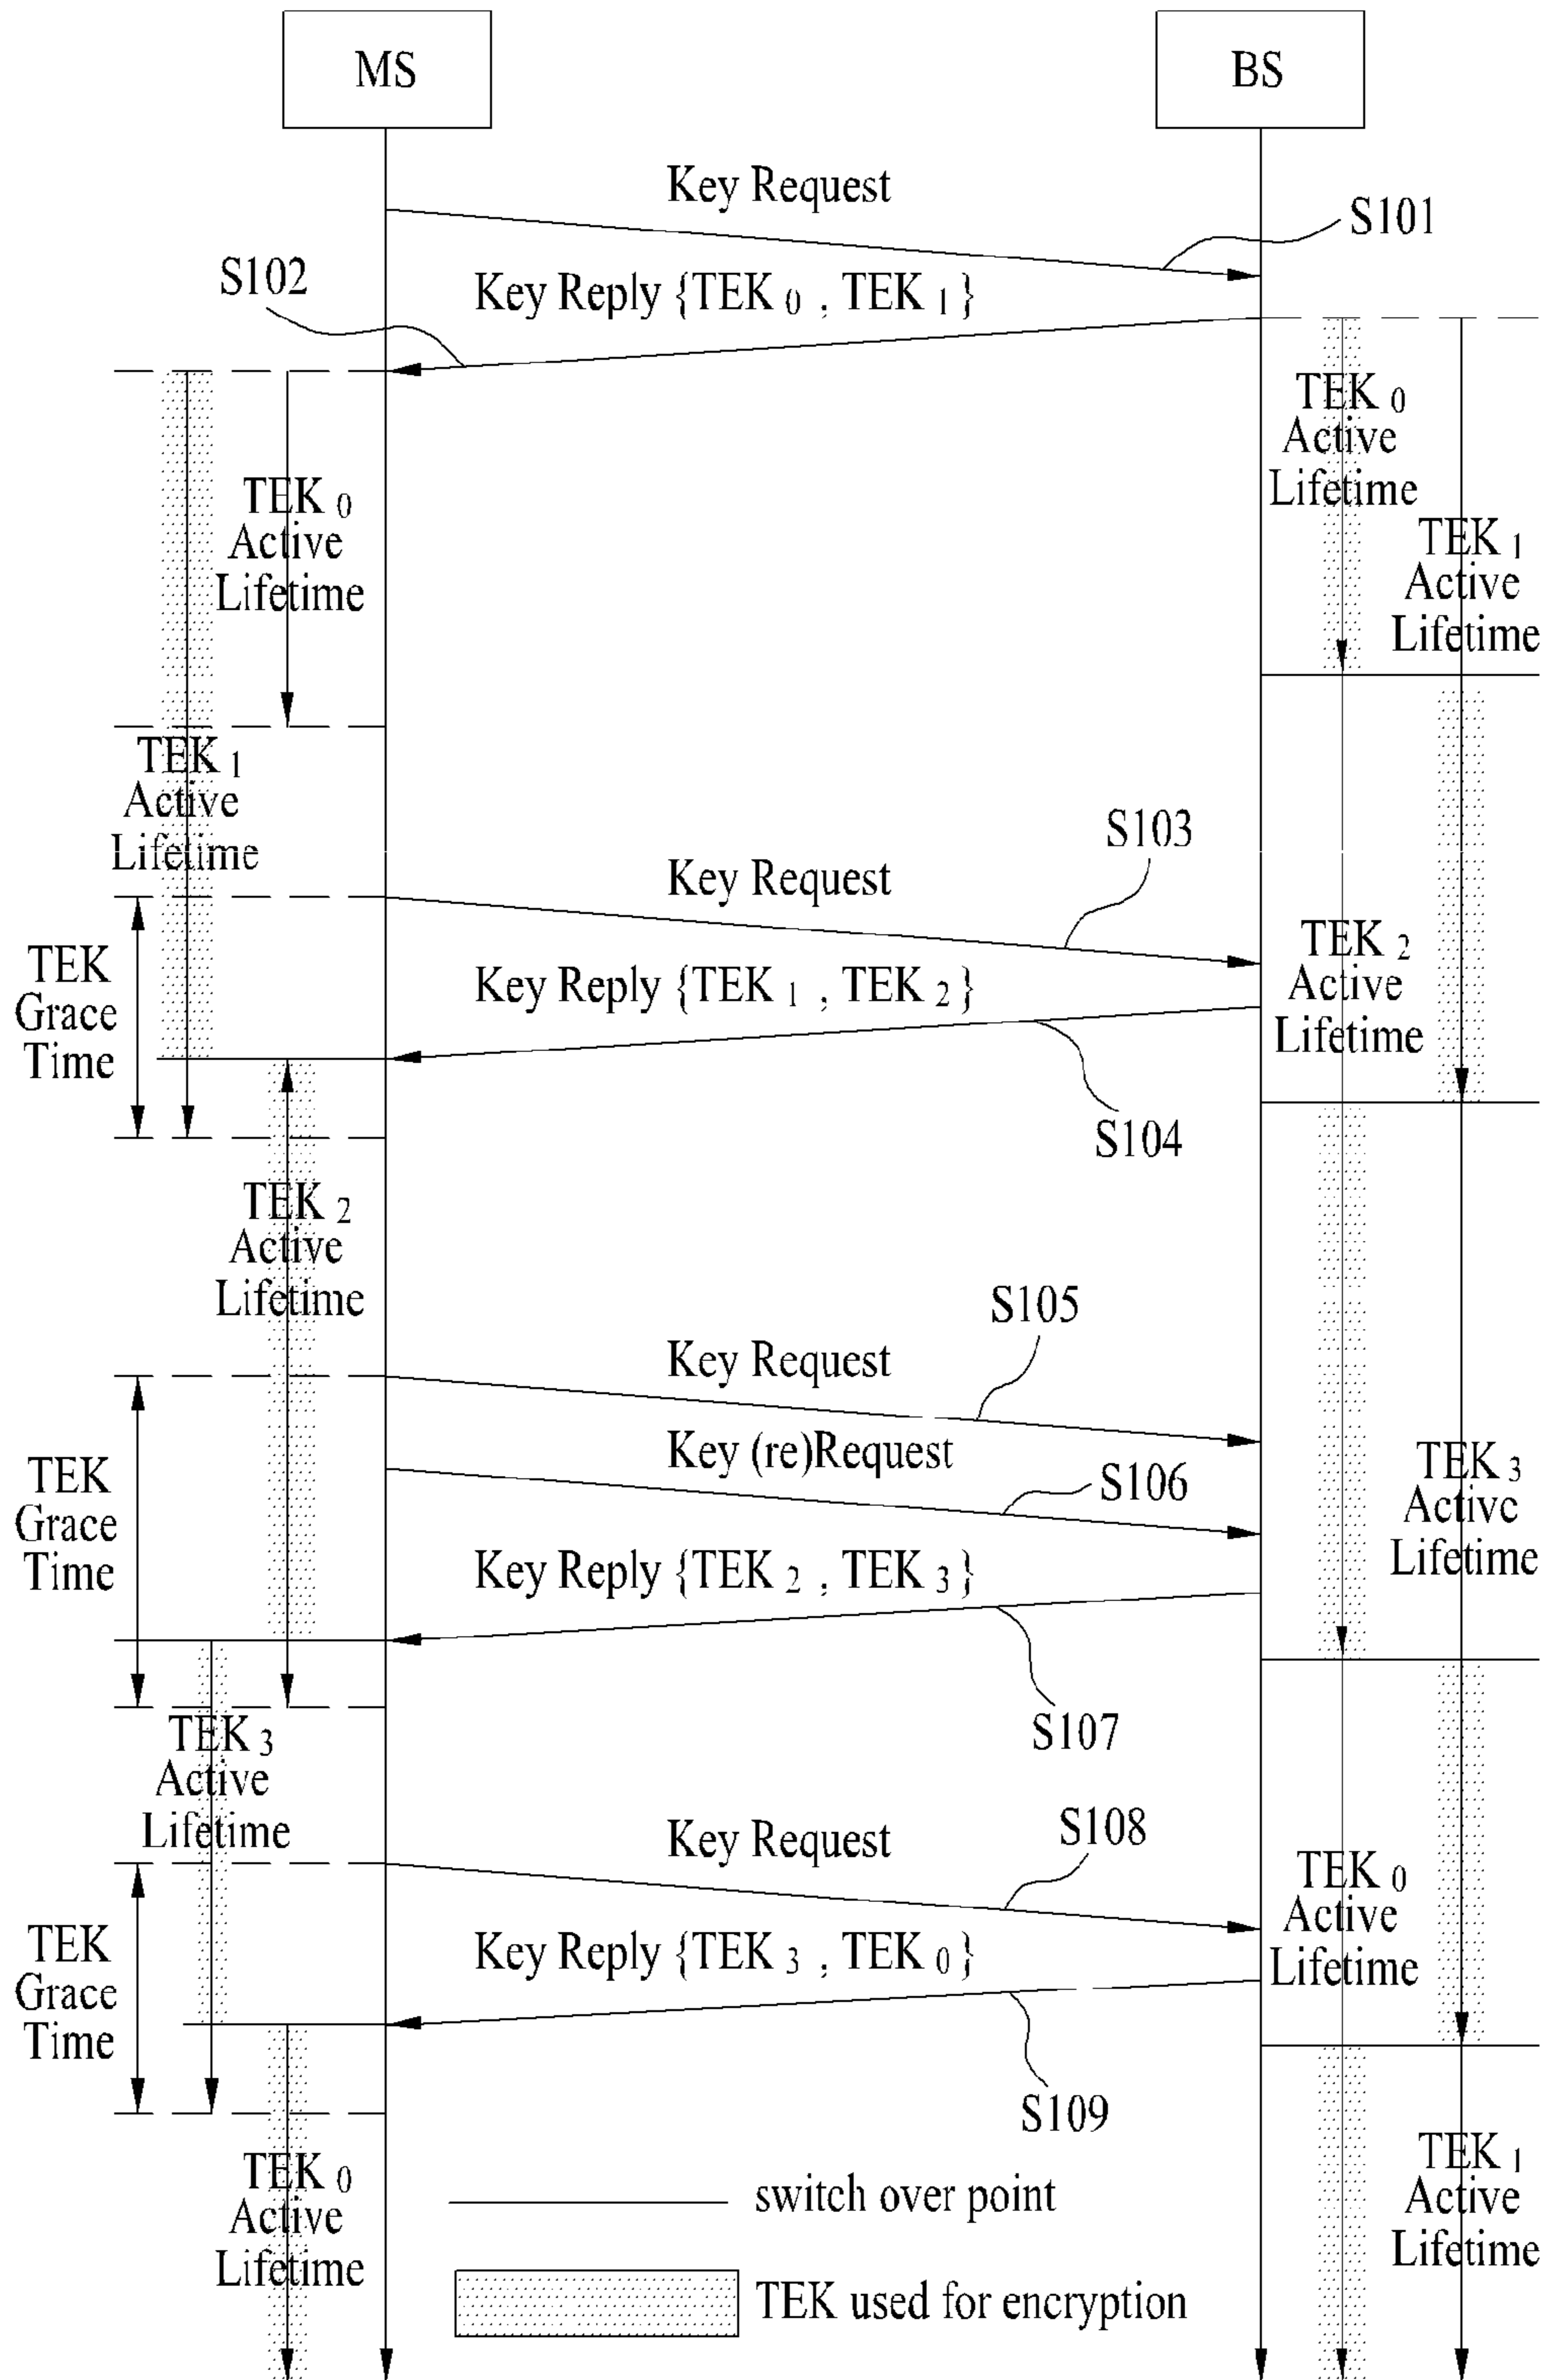 MS
BS
Key Request
S101
S102
Key Reply {TEK 0 , TEK 1 }
TEK 0
Active
Lifetime
TEK 1
Active
Lifetime
TEK 0
Active
Lifetime
TEK 1
Active
Lifetime
S103
Key Request
TEK
Grace
Time
Key Reply {TEK 1 , TEK 2 }
TEK 2
Active
Lifetime
S104
TEK 2
Active
Lifetime
S105
Key Request
Key (re)Request
S106
TEK
Grace
Time
TEK 3
Active
Lifetime
Key Reply {TEK 2 , TEK 3 }
S107
TEK 3
Active
Lifetime
S108
Key Request
TEK 0
Active
Lifetime
TEK
Grace
Time
Key Reply {TEK 3 , TEK 0 }
S109
TEK 0
Active
Lifetime
TEK 1
Active
Lifetime
switch over point
TEK used for encryption